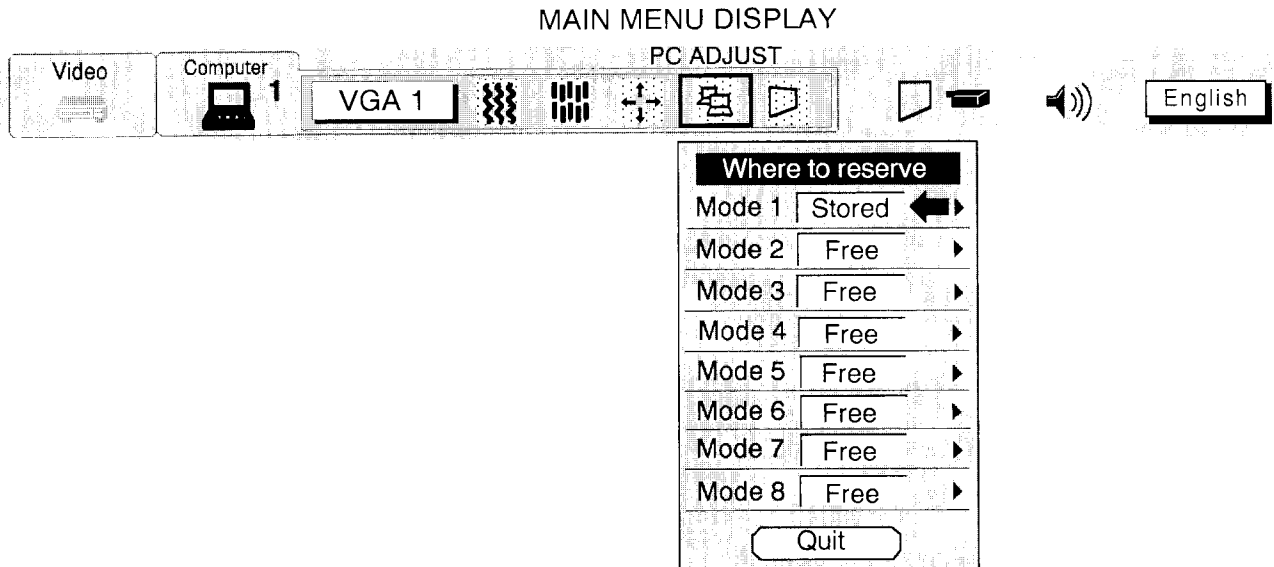 MAIN MENU DISPLAY
PC ADJUST
Video
Computer
1
VGA 1
English
Where to reserve
Mode 1 Stored
Mode 2 Free
Mode 3 Free
Mode 4 Free
Mode 5 Free
Mode 6 Free
Mode 7 Free
Mode 8 Free
Quit